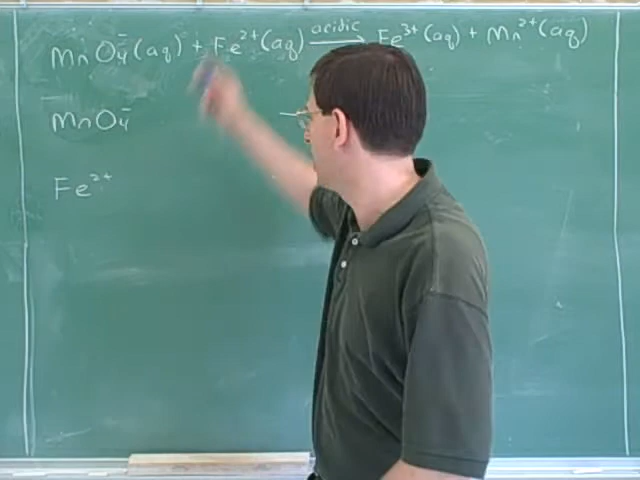 MnO₄⁻(aq) + Fe²⁺(aq) acidic → Fe³⁺(aq) + Mn²⁺(aq)
MnO₄⁻
Fe²⁺